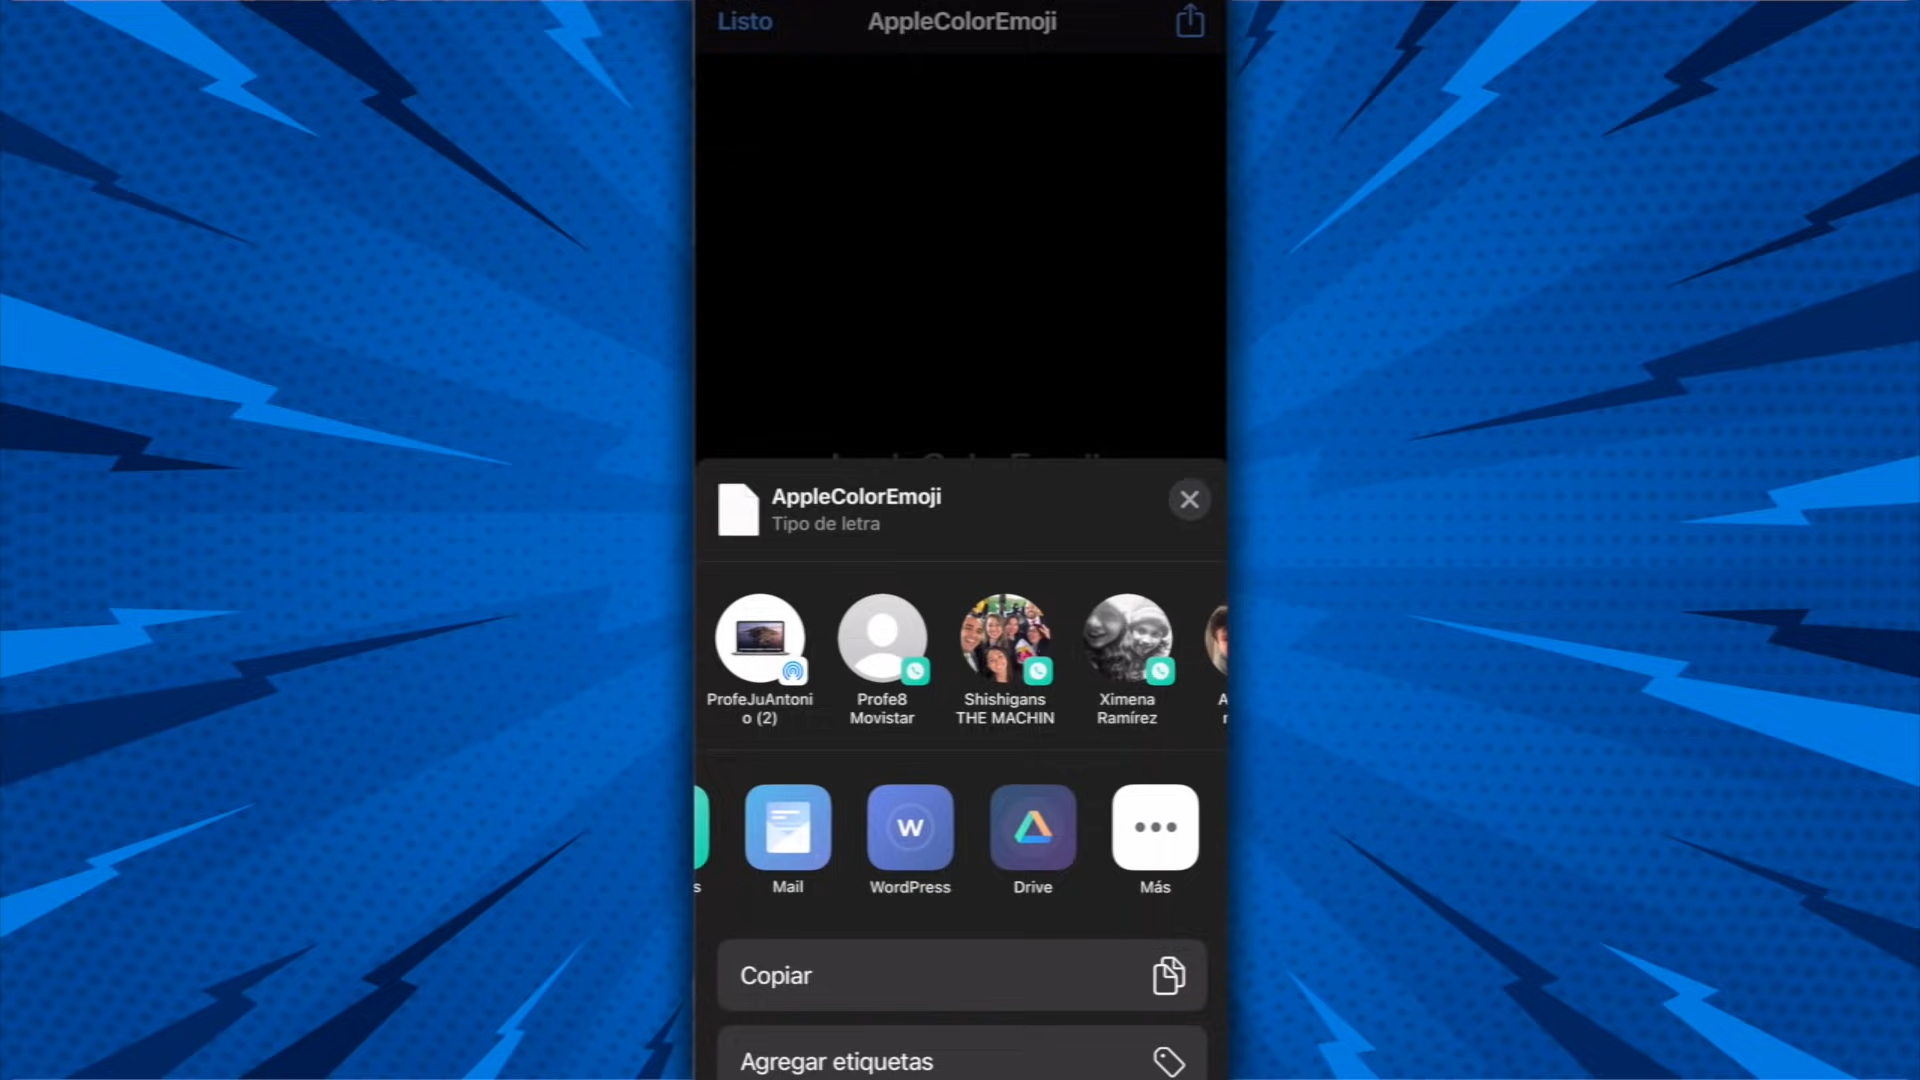 Listo
AppleColorEmoji
AppleColorEmoji
Tipo de letra
ProfeJuAntoni
o (2)
Profe8
Movistar
Shishigans
THE MACHIN
Ximena
Ramírez
s
Mail
W
WordPress
Drive
Más
Copiar
Agregar etiquetas